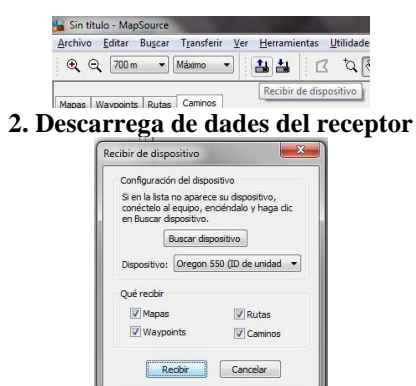 Sin título - MapSource
Archivo Editar Buscar Transferir Ver Herramientas Utilidade
700 m Máximo
Recibir de dispositivo
Mapas Waypoints Rutas Caminos
2. Descarrega de dades del receptor
Recibir de dispositivo
Configuración del dispositivo
Si en la lista no aparece su dispositivo,
conéctelo al equipo, enciéndalo y haga clic
en Buscar dispositivo.
Buscar dispositivo
Dispositivo: Oregon 550 (ID de unidad
Qué recibir
Mapas Rutas
Waypoints Caminos
Recibir Cancelar